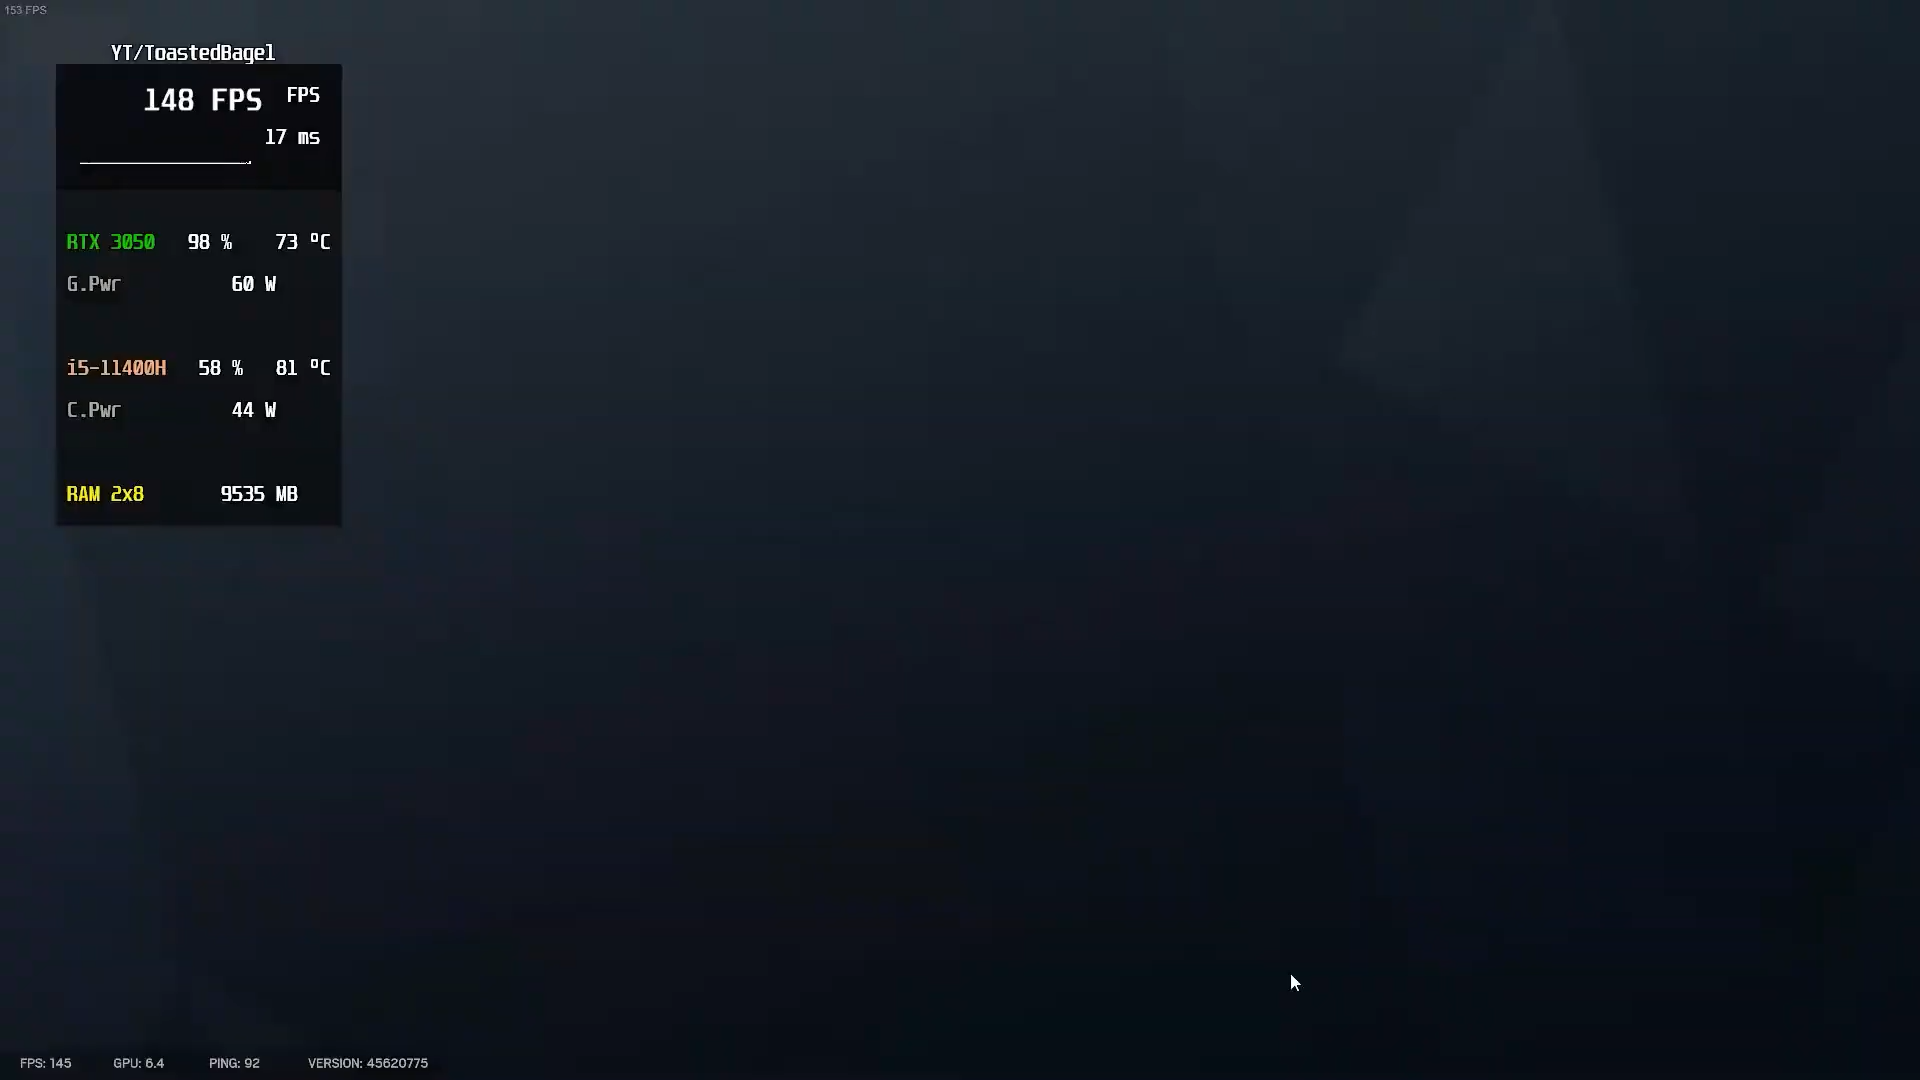 153 FPS
YT/ToastedBagel
148 FPS FPS
17 ms
RTX 3050 98 % 73 °C
G.Pwr 60 W
i5-11400H 58 % 81 °C
C.Pwr 44 W
RAM 2x8 9535 MB
FPS: 145 GPU: 6.4 PING: 92 VERSION: 45620775